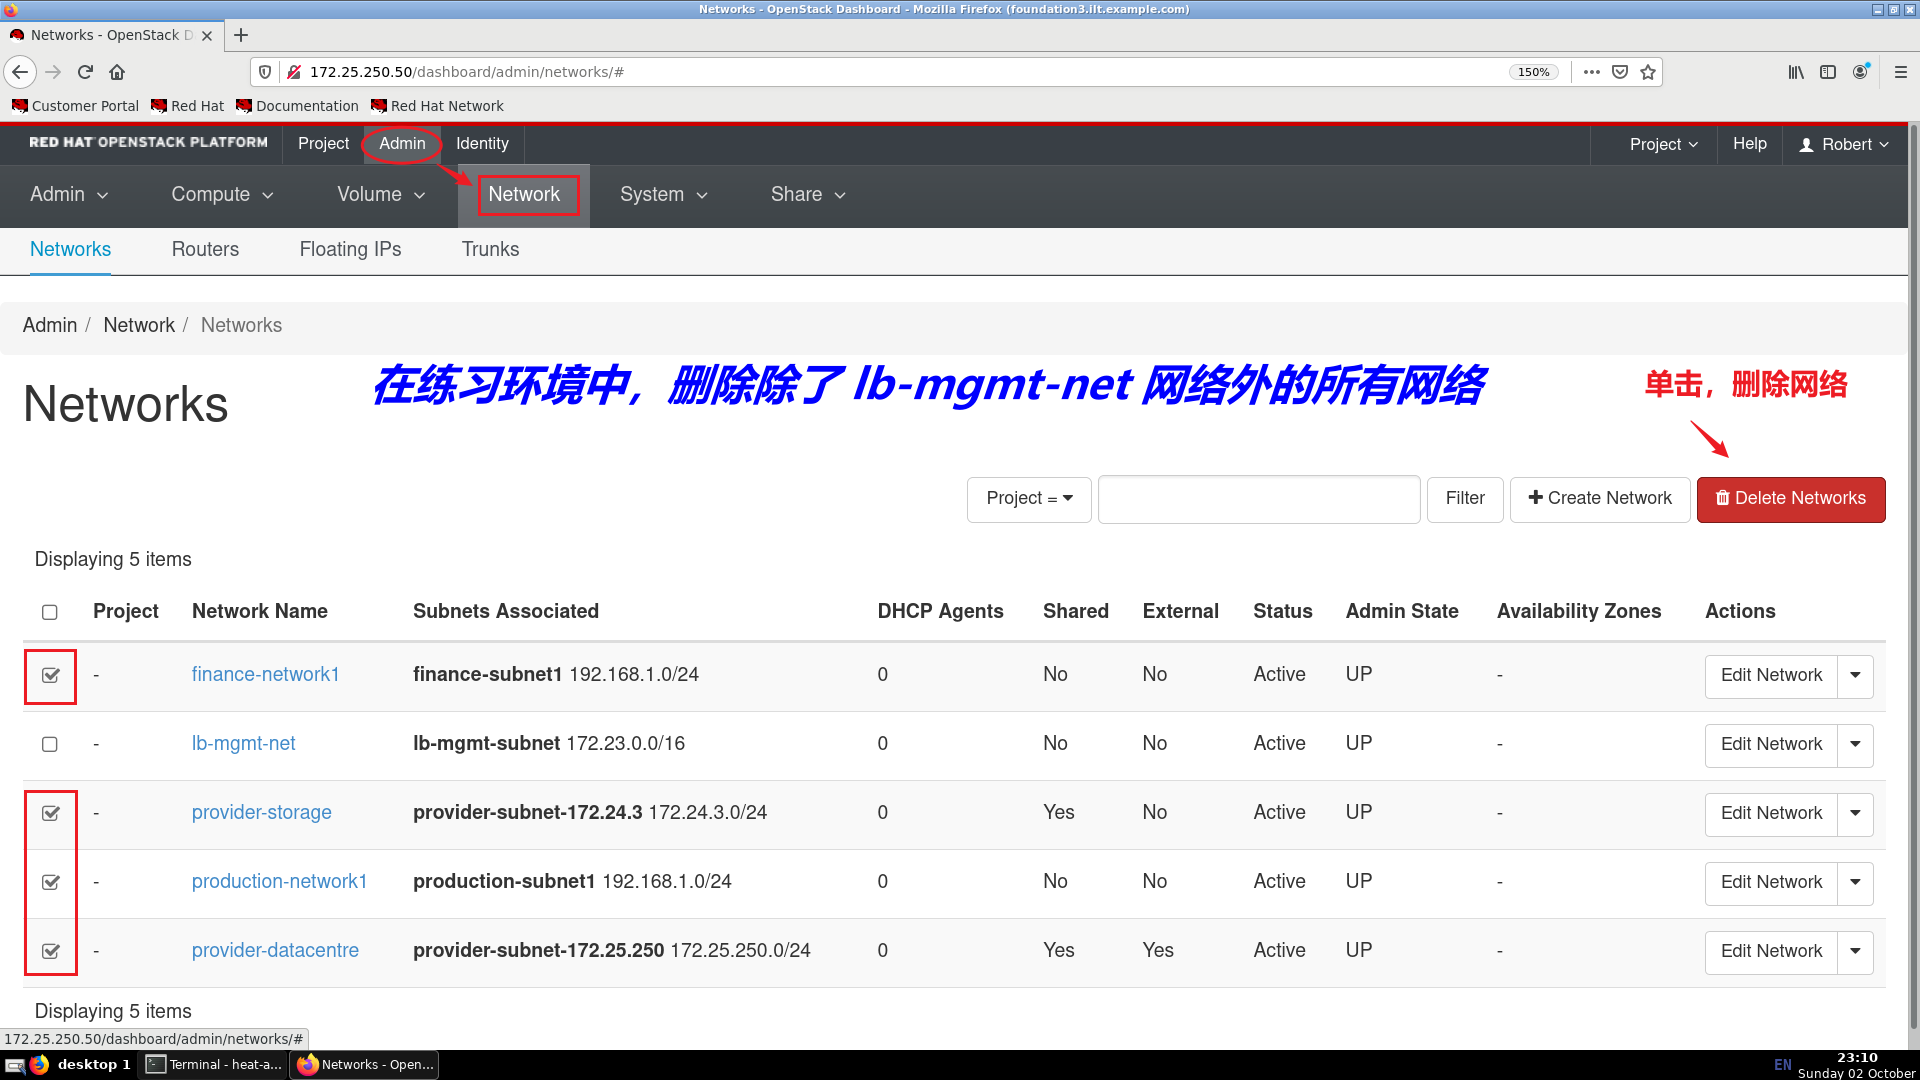 Networks - OpenStack Dashboard - Mozilla Firefox (foundation3.ilt.example.com)
Networks - OpenStack D
172.25.250.50/dashboard/admin/networks/#
150%
Customer Portal Red Hat Documentation Red Hat Network
RED HAT OPENSTACK PLATFORM Project Admin Identity Project Help Robert
Admin Compute Volume Network System Share
Networks Routers Floating IPs Trunks
Admin / Network / Networks
Networks
在练习环境中，删除除了 lb-mgmt-net 网络外的所有网络
单击，删除网络
Project = Filter Create Network Delete Networks
Displaying 5 items
Project Network Name Subnets Associated DHCP Agents Shared External Status Admin State Availability Zones Actions
- finance-network1 finance-subnet1 192.168.1.0/24 0 No No Active UP - Edit Network
- lb-mgmt-net lb-mgmt-subnet 172.23.0.0/16 0 No No Active UP - Edit Network
- provider-storage provider-subnet-172.24.3 172.24.3.0/24 0 Yes No Active UP - Edit Network
- production-network1 production-subnet1 192.168.1.0/24 0 No No Active UP - Edit Network
- provider-datacentre provider-subnet-172.25.250 172.25.250.0/24 0 Yes Yes Active UP - Edit Network
Displaying 5 items
172.25.250.50/dashboard/admin/networks/#
desktop 1 Terminal - heat-a... Networks - Open... EN 23:10
Sunday 02 October